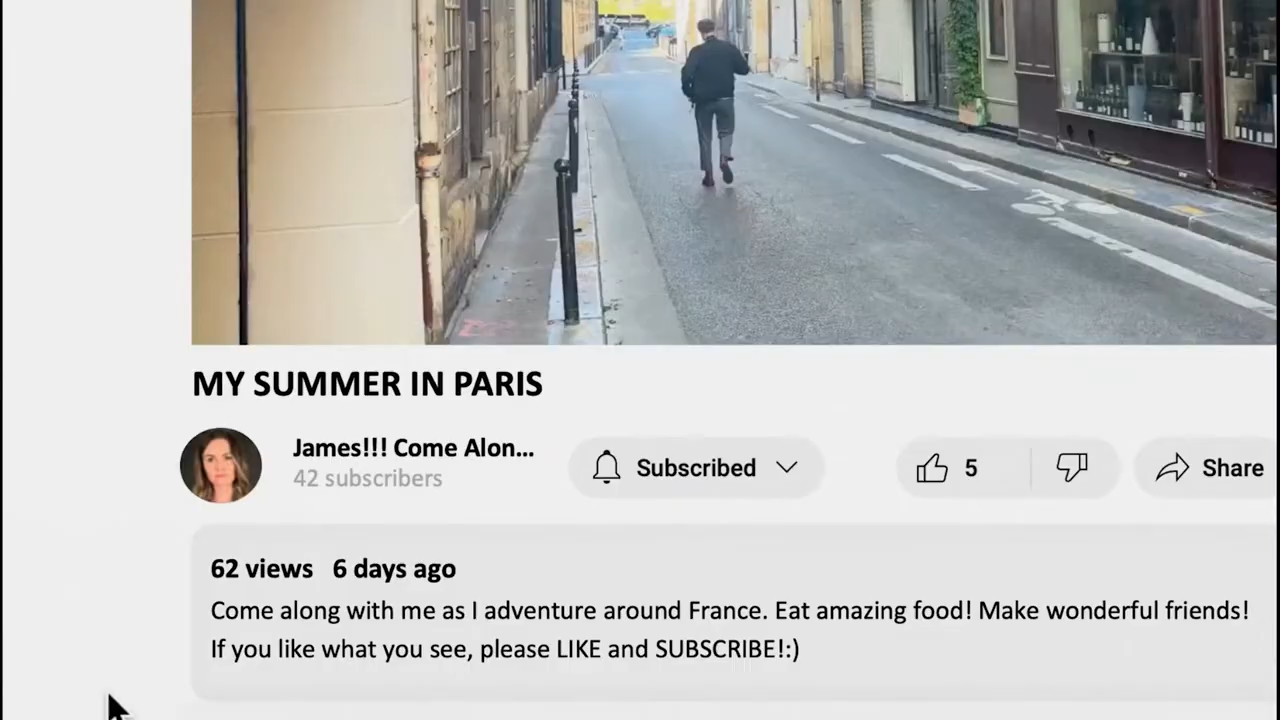 MY SUMMER IN PARIS
James!!! Come Alon...
42 subscribers
Subscribed
5
Share
62 views 6 days ago
Come along with me as I adventure around France. Eat amazing food! Make wonderful friends!
If you like what you see, please LIKE and SUBSCRIBE!:)